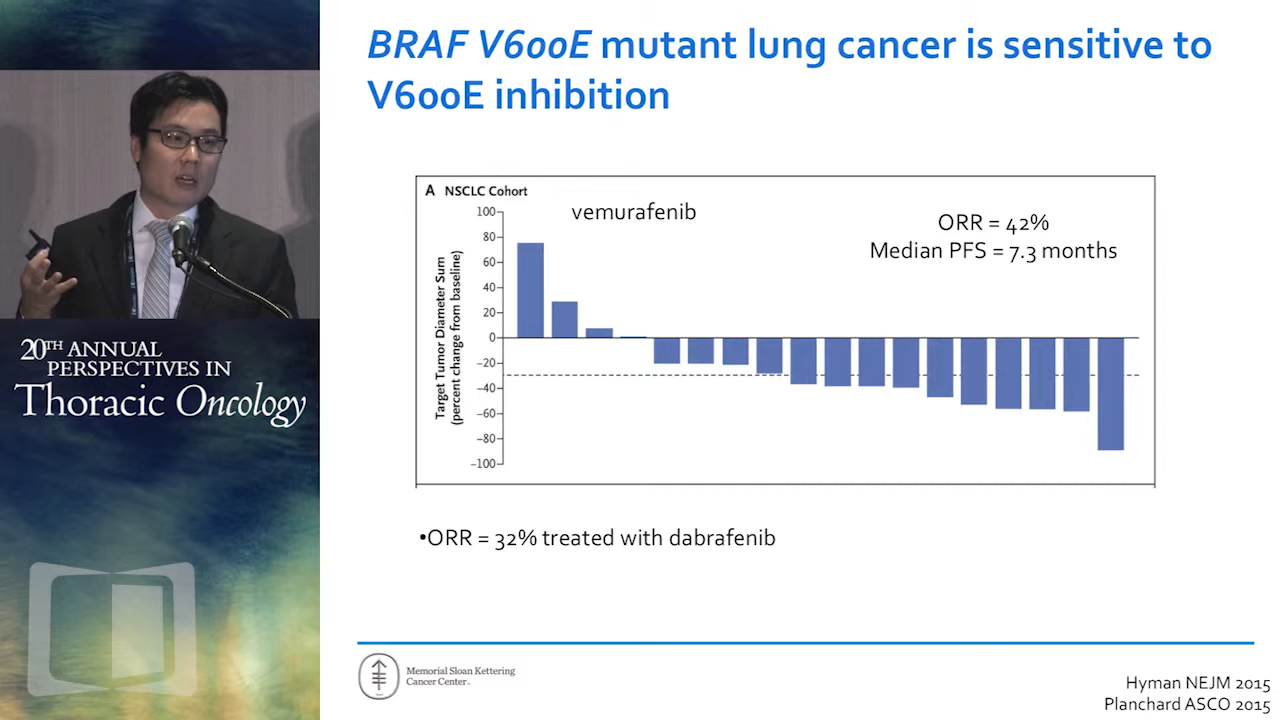 BRAF V600E mutant lung cancer is sensitive to
V600E inhibition
A NSCLC Cohort
vemurafenib
ORR = 42%
Median PFS = 7.3 months
Target Tumor Diameter Sum
(percent change from baseline)
100
80
60
40
20
0
–20
–40
–60
–80
–100
•ORR = 32% treated with dabrafenib
20TH ANNUAL
PERSPECTIVES IN
Thoracic Oncology
Memorial Sloan Kettering
Cancer Center
Hyman NEJM 2015
Planchard ASCO 2015